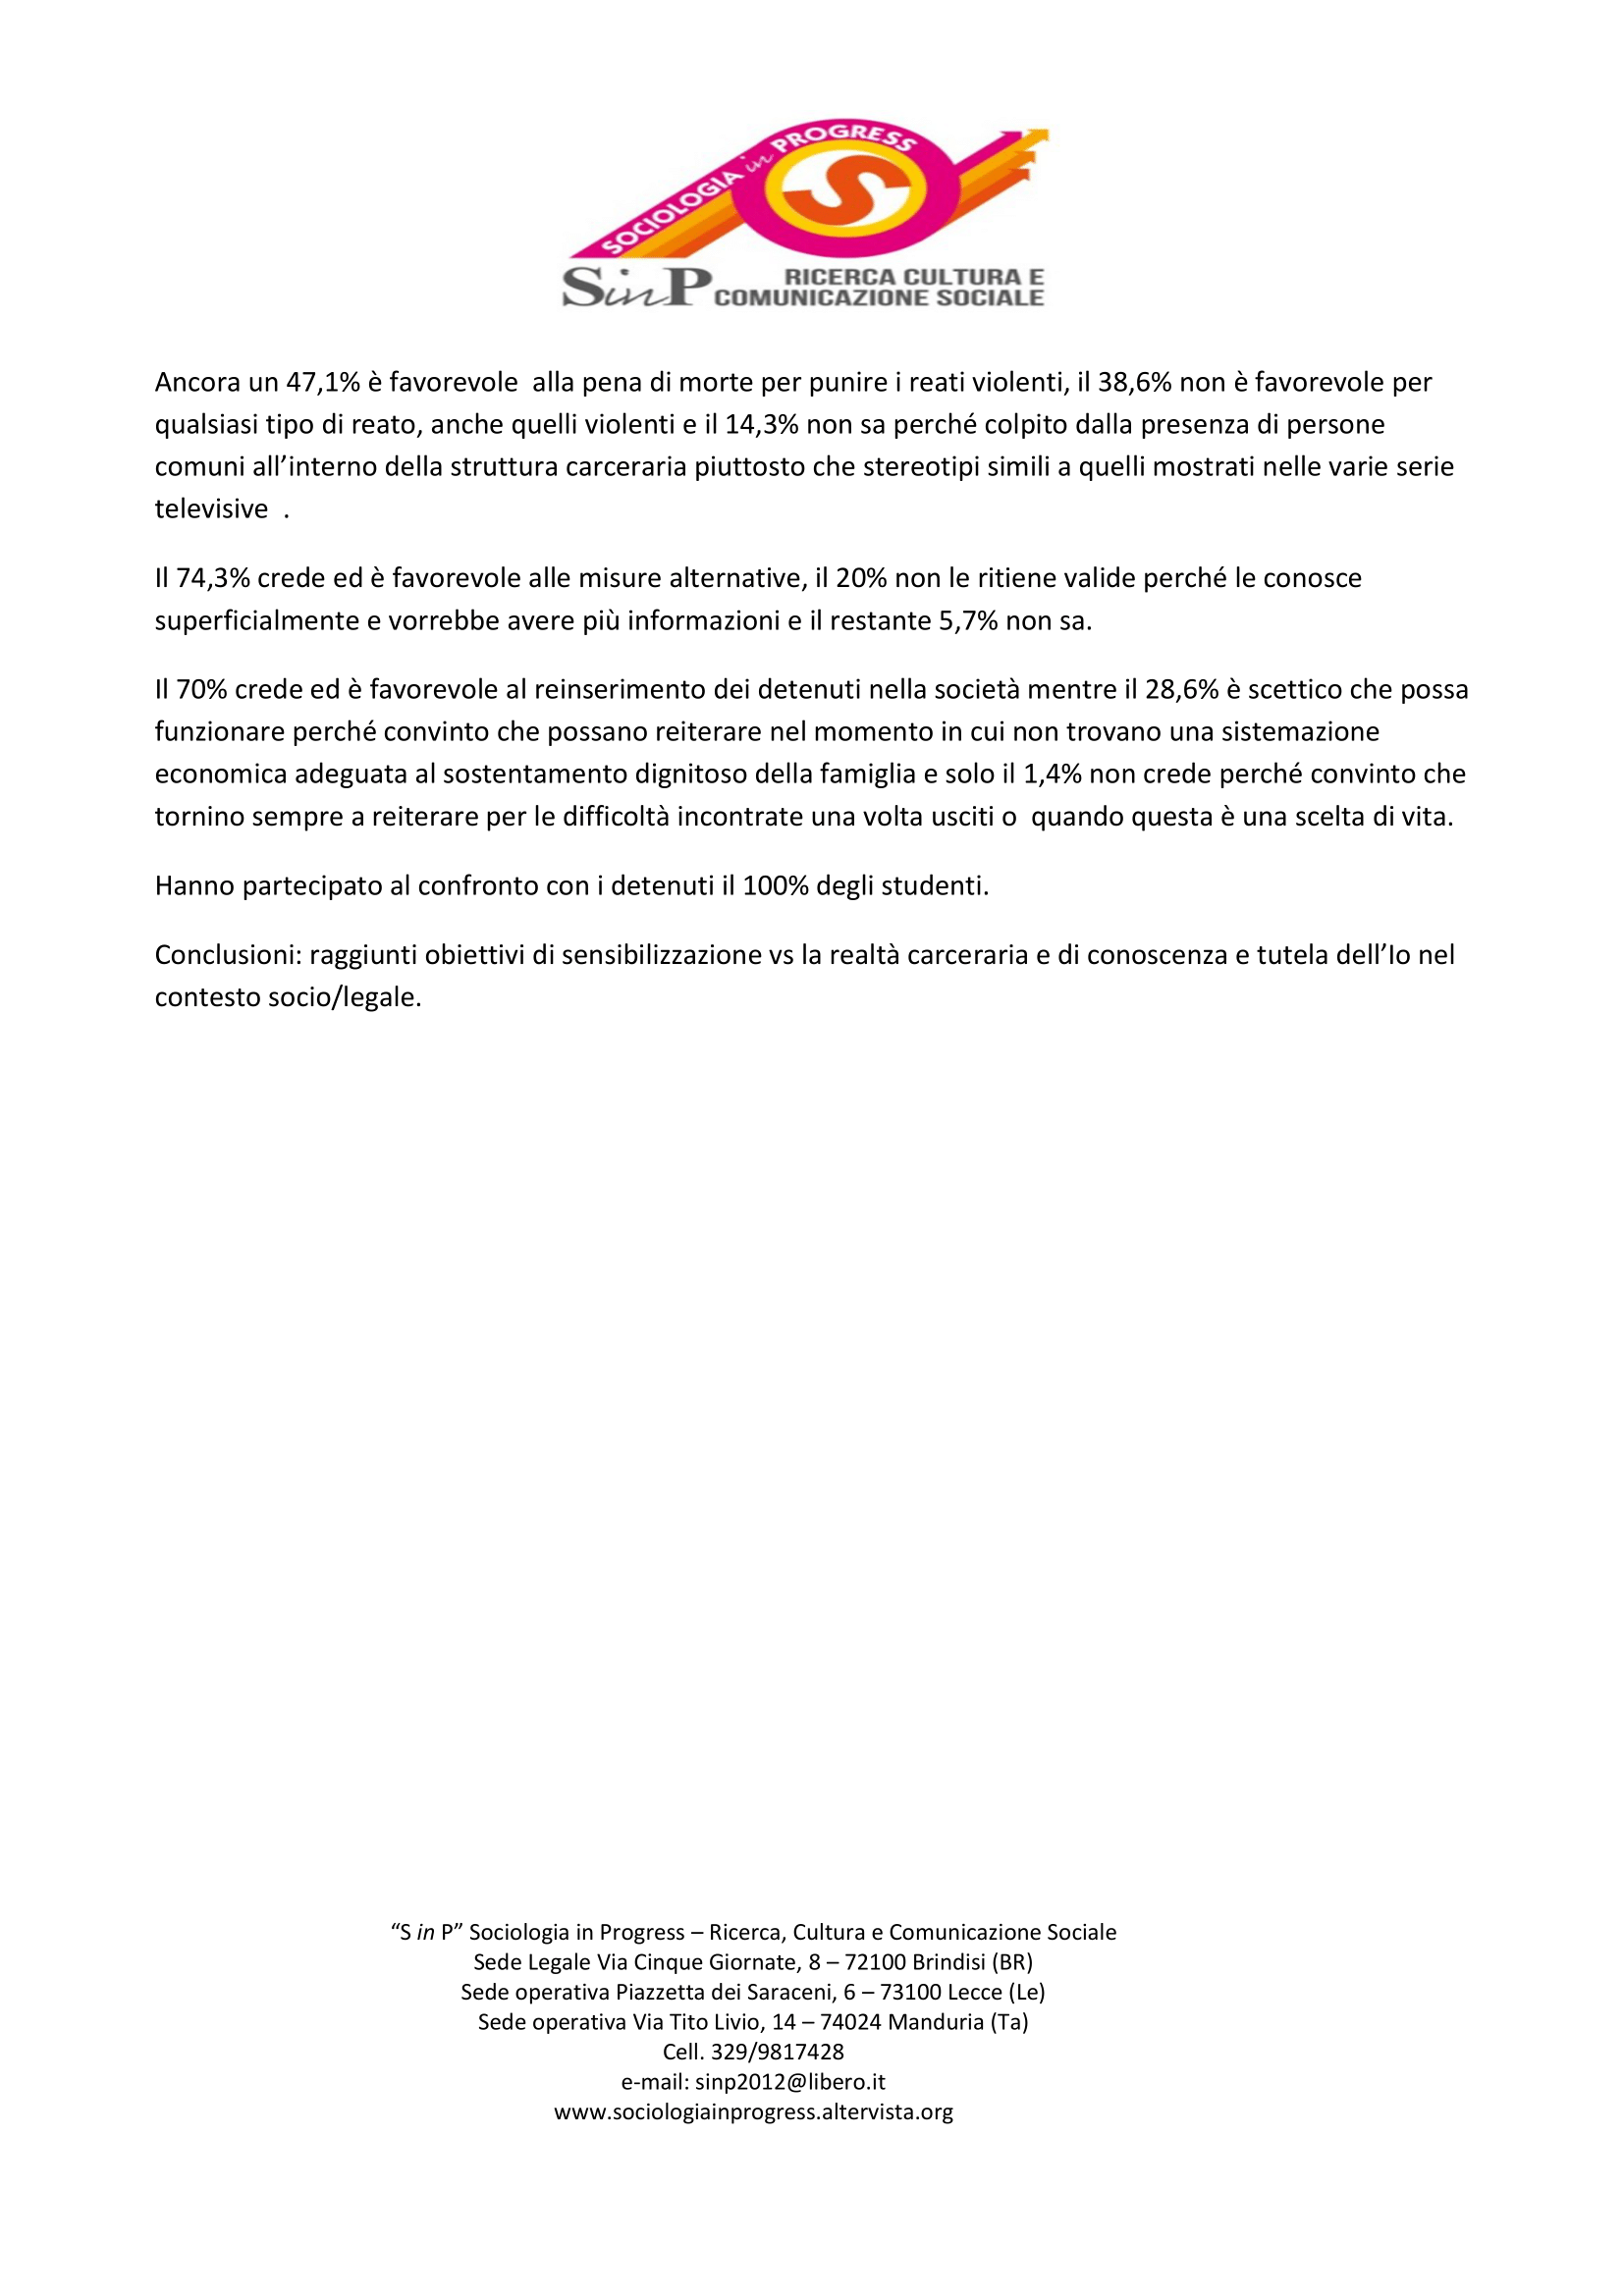 SOCIOLOGIA in PROGRESS
S
SinP
RICERCA CULTURA E
COMUNICAZIONE SOCIALE
Ancora un 47,1% è favorevole  alla pena di morte per punire i reati violenti, il 38,6% non è favorevole per
qualsiasi tipo di reato, anche quelli violenti e il 14,3% non sa perché colpito dalla presenza di persone
comuni all’interno della struttura carceraria piuttosto che stereotipi simili a quelli mostrati nelle varie serie
televisive  .
Il 74,3% crede ed è favorevole alle misure alternative, il 20% non le ritiene valide perché le conosce
superficialmente e vorrebbe avere più informazioni e il restante 5,7% non sa.
Il 70% crede ed è favorevole al reinserimento dei detenuti nella società mentre il 28,6% è scettico che possa
funzionare perché convinto che possano reiterare nel momento in cui non trovano una sistemazione
economica adeguata al sostentamento dignitoso della famiglia e solo il 1,4% non crede perché convinto che
tornino sempre a reiterare per le difficoltà incontrate una volta usciti o  quando questa è una scelta di vita.
Hanno partecipato al confronto con i detenuti il 100% degli studenti.
Conclusioni: raggiunti obiettivi di sensibilizzazione vs la realtà carceraria e di conoscenza e tutela dell’Io nel
contesto socio/legale.
“S in P” Sociologia in Progress – Ricerca, Cultura e Comunicazione Sociale
Sede Legale Via Cinque Giornate, 8 – 72100 Brindisi (BR)
Sede operativa Piazzetta dei Saraceni, 6 – 73100 Lecce (Le)
Sede operativa Via Tito Livio, 14 – 74024 Manduria (Ta)
Cell. 329/9817428
e-mail: sinp2012@libero.it
www.sociologiainprogress.altervista.org